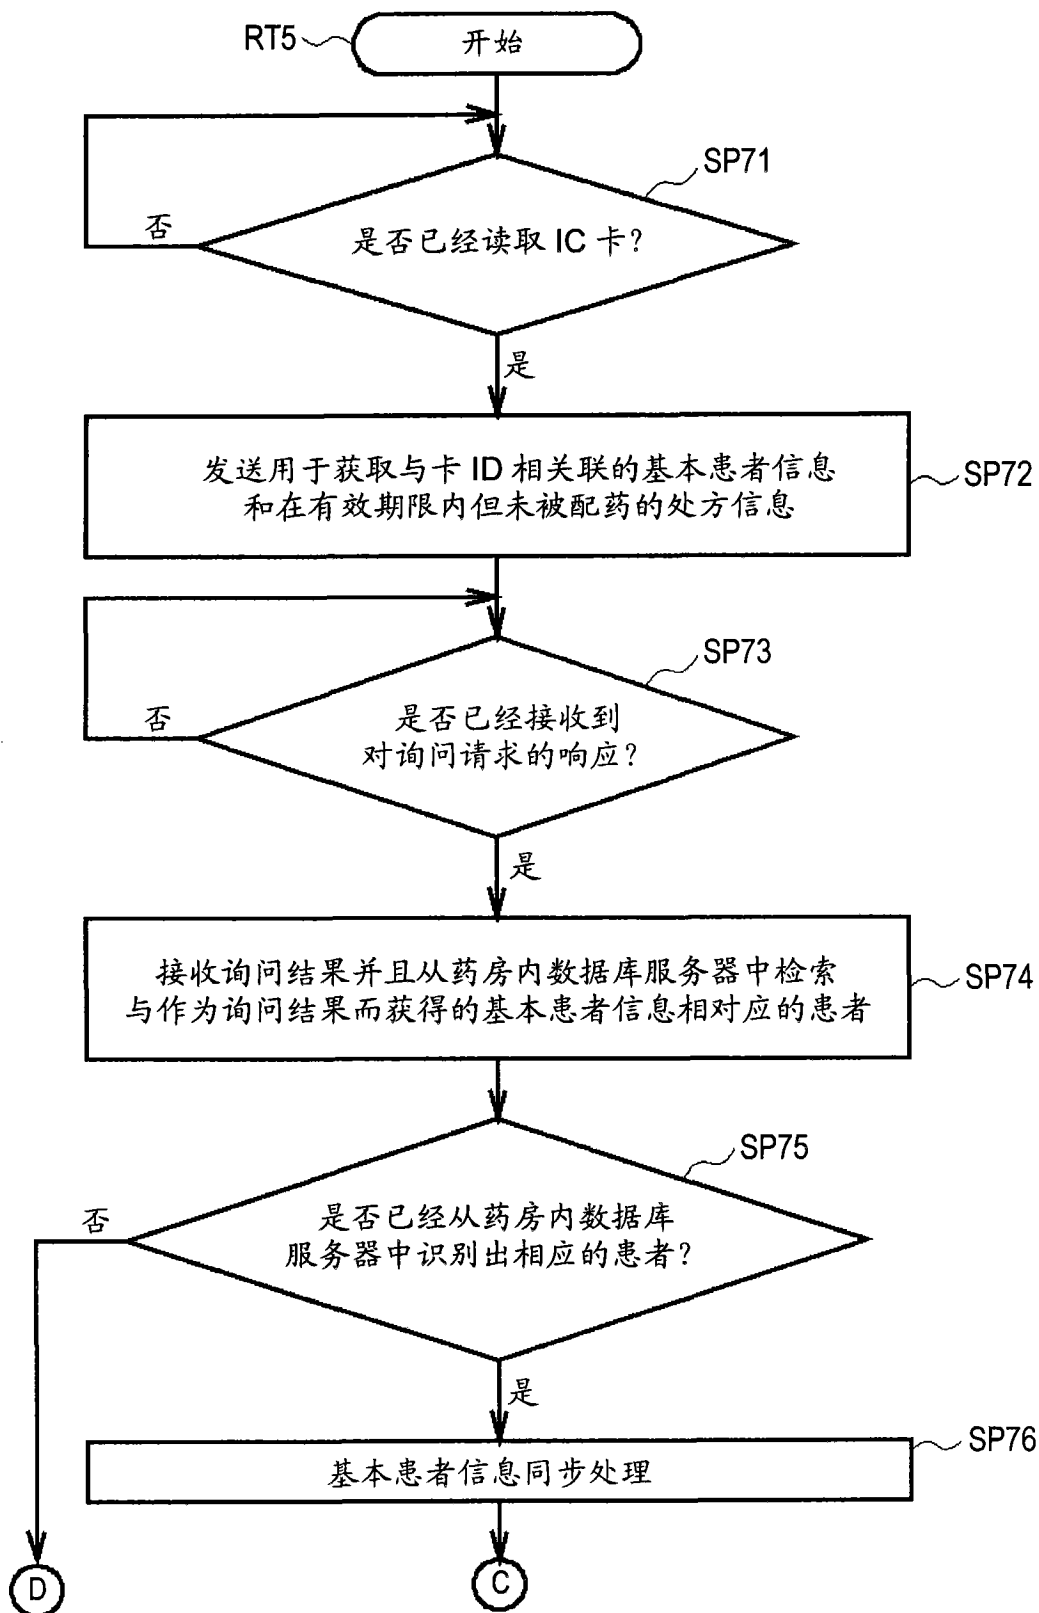 RT5
开始
SP71
否
是否已经读取 IC 卡?
是
发送用于获取与卡 ID 相关联的基本患者信息
和在有效期限内但未被配药的处方信息
SP72
SP73
否
是否已经接收到
对询问请求的响应?
是
接收询问结果并且从药房内数据库服务器中检索
与作为询问结果而获得的基本患者信息相对应的患者
SP74
SP75
否
是否已经从药房内数据库
服务器中识别出相应的患者?
是
SP76
基本患者信息同步处理
D
C